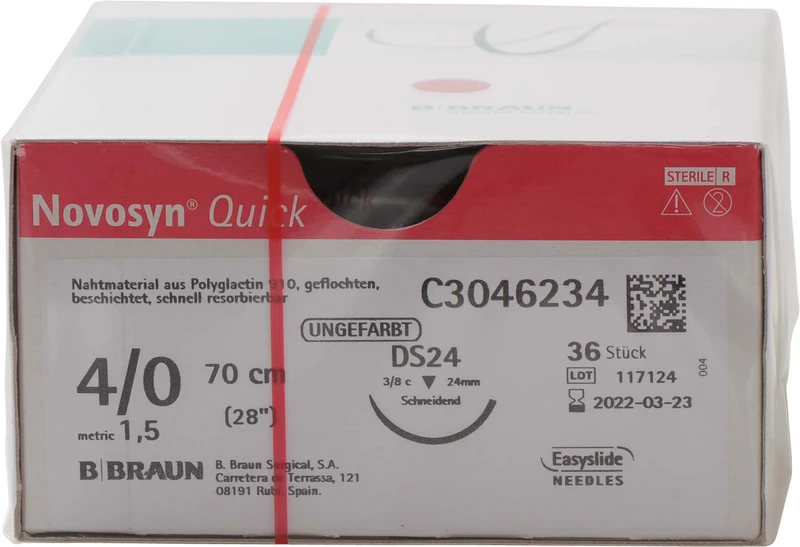 B|BRAUN
STERILE R
Novosyn® Quick
Nahtmaterial aus Polyglactin 910, geflochten,
beschichtet, schnell resorbierbar
C3046234
UNGEFARBT
4/0 70 cm
(28")
metric 1,5
DS24
3/8 c ▼ 24mm
Schneidend
36 Stück
LOT 117124
004
2022-03-23
B|BRAUN
B. Braun Surgical, S.A.
Carretera de Terrassa, 121
08191 Rubí. Spain.
Easyslide
NEEDLES